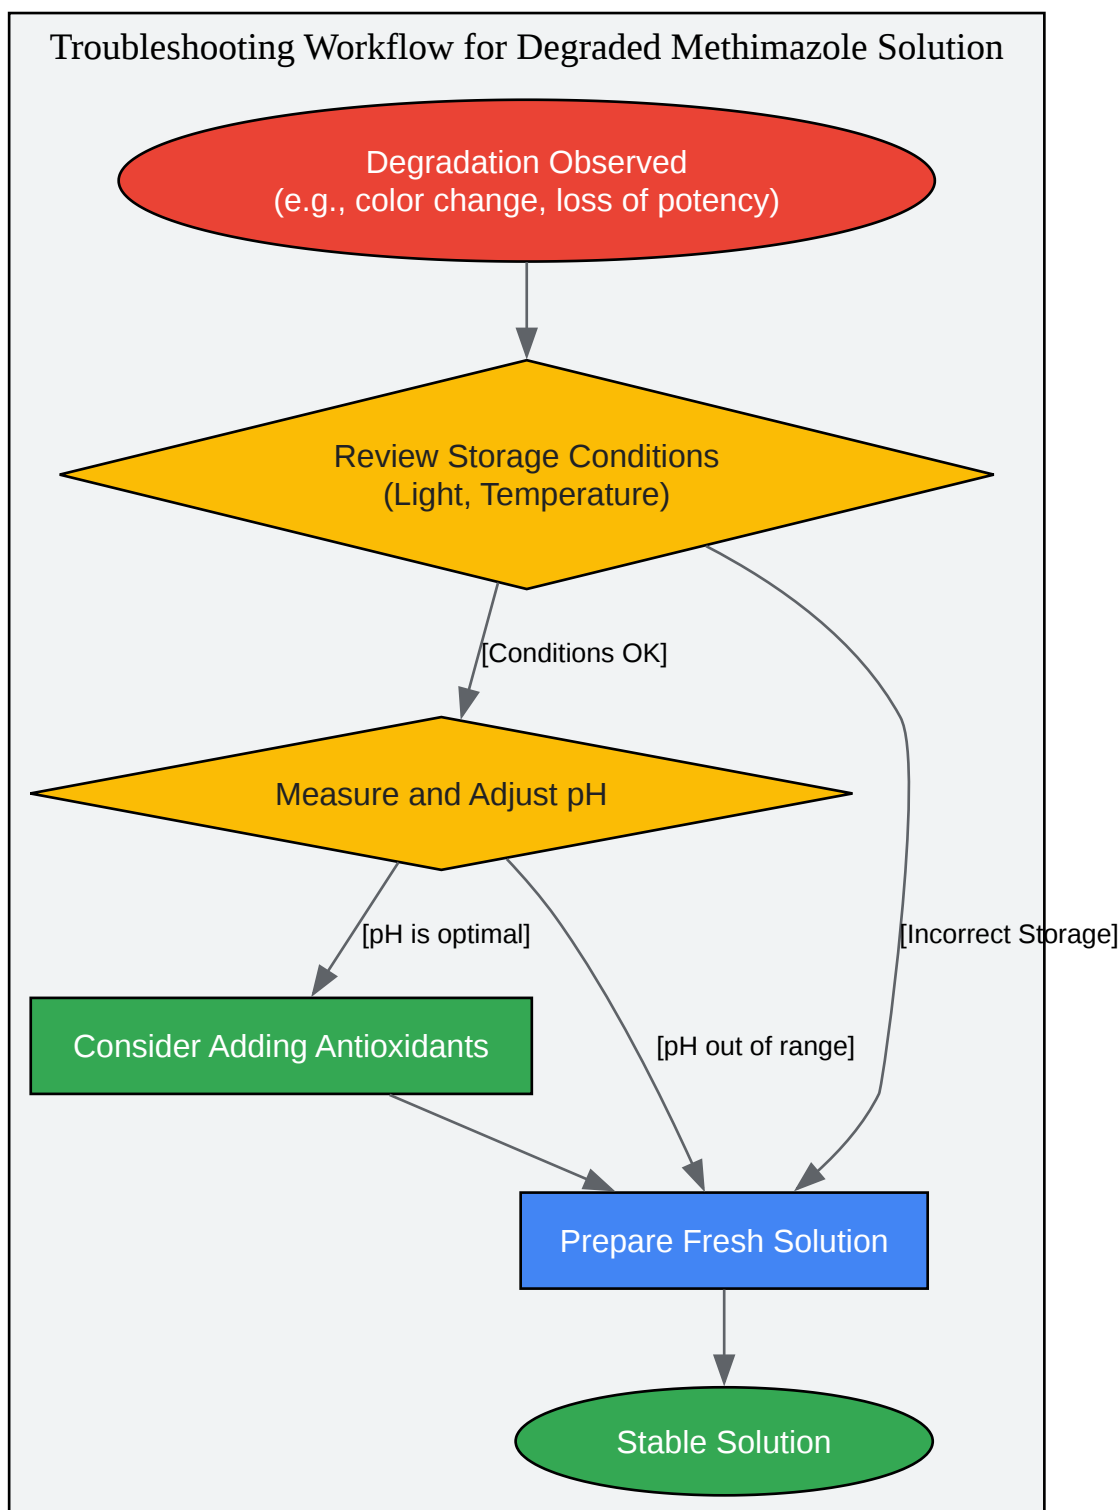 Troubleshooting Workflow for Degraded Methimazole Solution
Degradation Observed
(e.g., color change, loss of potency)
Review Storage Conditions
(Light, Temperature)
[Conditions OK]
Measure and Adjust pH
[pH is optimal]
[Incorrect Storage]
Consider Adding Antioxidants
[pH out of range]
Prepare Fresh Solution
Stable Solution